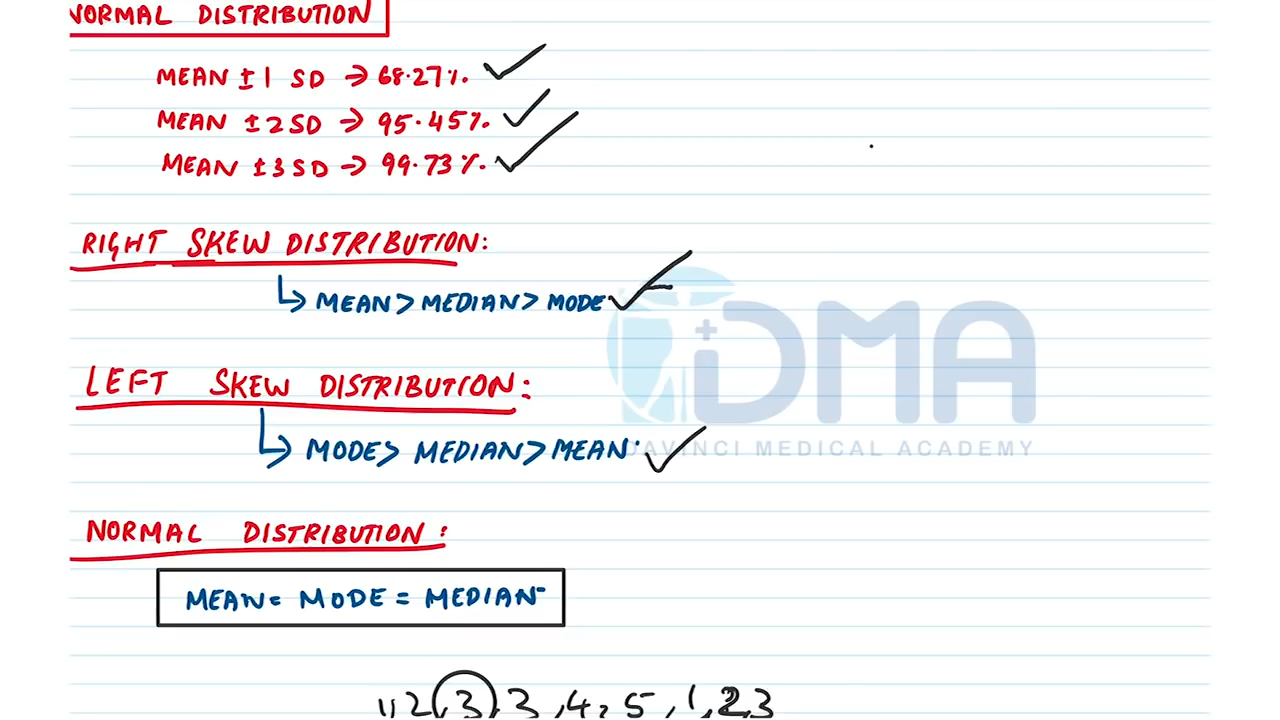 NORMAL DISTRIBUTION
MEAN ±1 SD → 68.27%.
MEAN ±2SD → 95.45%.
MEAN ±3SD → 99.73%.
RIGHT SKEW DISTRIBUTION:
MEAN > MEDIAN > MODE
LEFT SKEW DISTRIBUTION:
MODE > MEDIAN > MEAN.
iDMA
DAVINCI MEDICAL ACADEMY
NORMAL DISTRIBUTION:
MEAN = MODE = MEDIAN
3, 3, 4, 5, 1, 2, 3